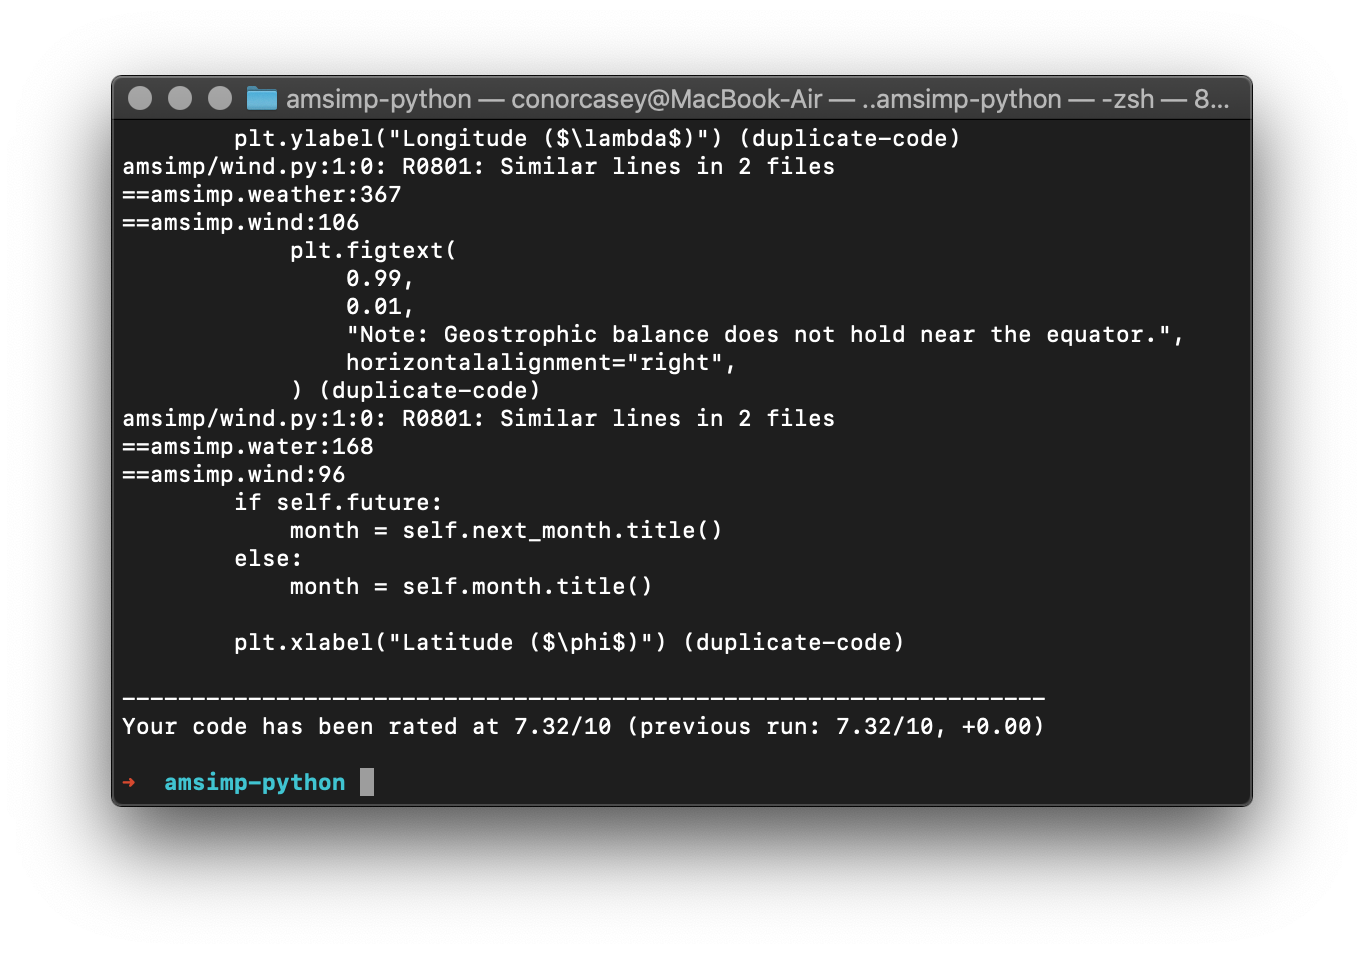 amsimp-python — conorcasey@MacBook-Air — ..amsimp-python — -zsh — 8...
        plt.ylabel("Longitude ($\lambda$)") (duplicate-code)
amsimp/wind.py:1:0: R0801: Similar lines in 2 files
==amsimp.weather:367
==amsimp.wind:106
            plt.figtext(
                0.99,
                0.01,
                "Note: Geostrophic balance does not hold near the equator.",
                horizontalalignment="right",
            ) (duplicate-code)
amsimp/wind.py:1:0: R0801: Similar lines in 2 files
==amsimp.water:168
==amsimp.wind:96
        if self.future:
            month = self.next_month.title()
        else:
            month = self.month.title()

        plt.xlabel("Latitude ($\phi$)") (duplicate-code)

------------------------------------------------------------------
Your code has been rated at 7.32/10 (previous run: 7.32/10, +0.00)

➜  amsimp-python